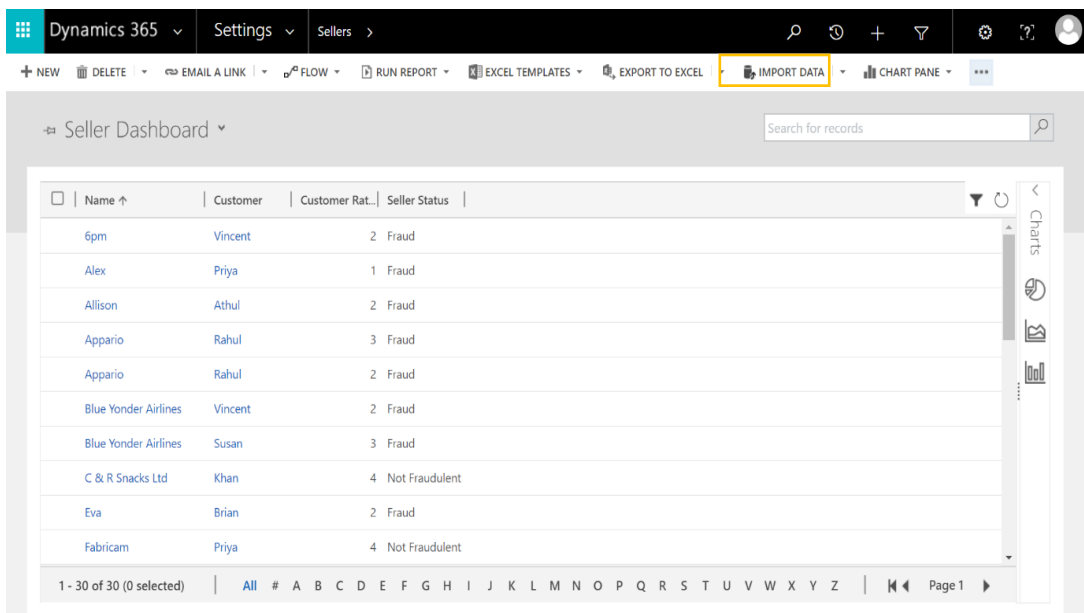 Dynamics 365 Settings Sellers >
+ NEW DELETE EMAIL A LINK FLOW RUN REPORT EXCEL TEMPLATES EXPORT TO EXCEL IMPORT DATA CHART PANE ...
Seller Dashboard Search for records
Name ↑ Customer Customer Rat... Seller Status
6pm Vincent 2 Fraud
Alex Priya 1 Fraud
Allison Athul 2 Fraud
Appario Rahul 3 Fraud
Appario Rahul 2 Fraud
Blue Yonder Airlines Vincent 2 Fraud
Blue Yonder Airlines Susan 3 Fraud
C & R Snacks Ltd Khan 4 Not Fraudulent
Eva Brian 2 Fraud
Fabricam Priya 4 Not Fraudulent
Charts
1 - 30 of 30 (0 selected) All # A B C D E F G H I J K L M N O P Q R S T U V W X Y Z Page 1